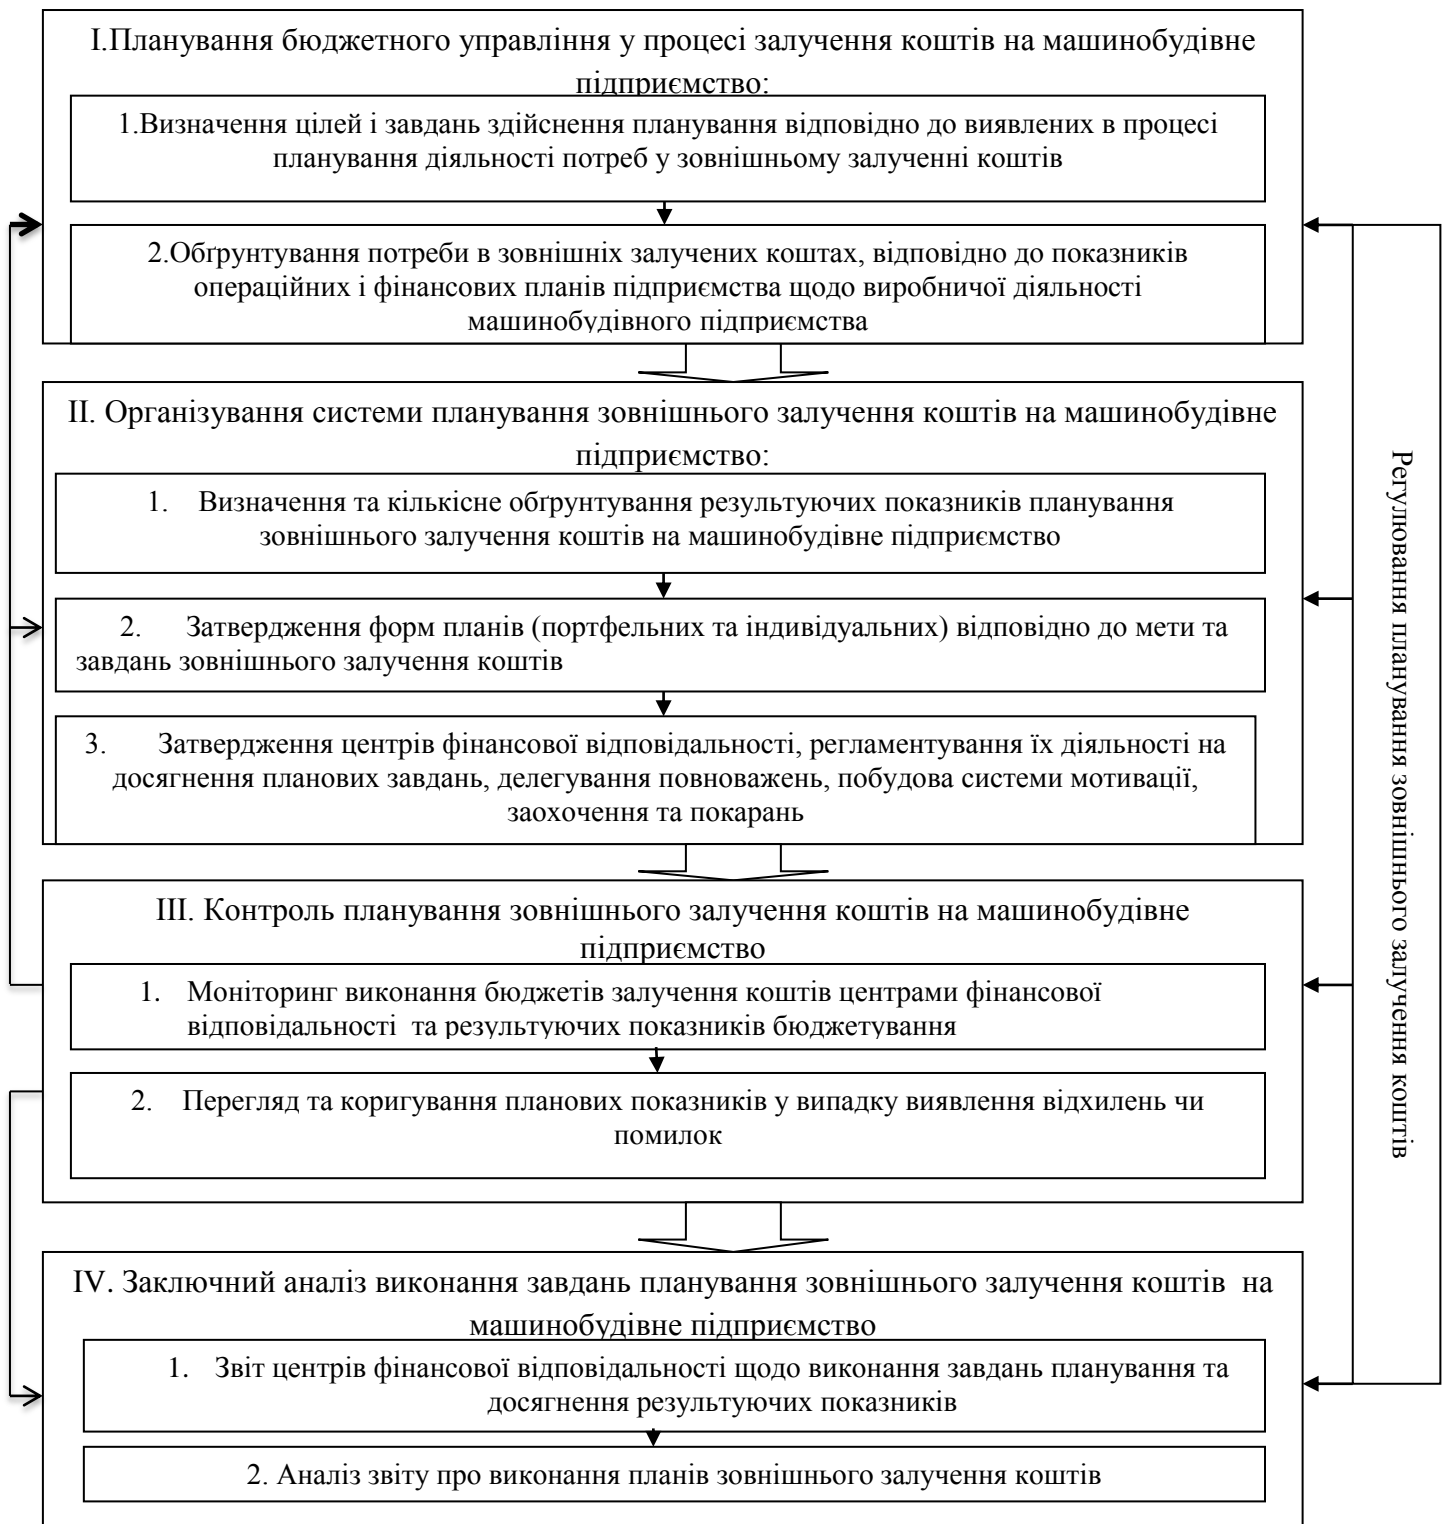 І.Планування бюджетного управління у процесі залучення коштів на машинобудівне
підприємство:
1.Визначення цілей і завдань здійснення планування відповідно до виявлених в процесі
планування діяльності потреб у зовнішньому залученні коштів
2.Обґрунтування потреби в зовнішніх залучених коштах, відповідно до показників
операційних і фінансових планів підприємства щодо виробничої діяльності
машинобудівного підприємства
ІІ. Організування системи планування зовнішнього залучення коштів на машинобудівне
підприємство:
1. Визначення та кількісне обґрунтування результуючих показників планування
зовнішнього залучення коштів на машинобудівне підприємство
2. Затвердження форм планів (портфельних та індивідуальних) відповідно до мети та
завдань зовнішнього залучення коштів
3. Затвердження центрів фінансової відповідальності, регламентування їх діяльності на
досягнення планових завдань, делегування повноважень, побудова системи мотивації,
заохочення та покарань
ІІІ. Контроль планування зовнішнього залучення коштів на машинобудівне
підприємство
1. Моніторинг виконання бюджетів залучення коштів центрами фінансової
відповідальності та результуючих показників бюджетування
2. Перегляд та коригування планових показників у випадку виявлення відхилень чи
помилок
IV. Заключний аналіз виконання завдань планування зовнішнього залучення коштів на
машинобудівне підприємство
1. Звіт центрів фінансової відповідальності щодо виконання завдань планування та
досягнення результуючих показників
2. Аналіз звіту про виконання планів зовнішнього залучення коштів
Регулювання планування зовнішнього залучення коштів